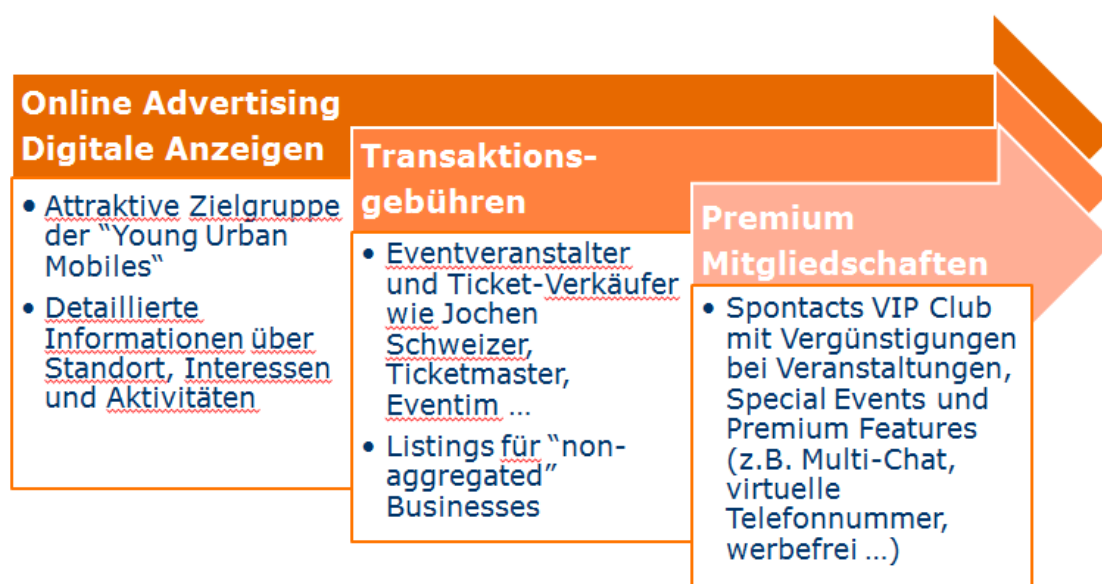 Online Advertising
Digitale Anzeigen
• Attraktive Zielgruppe
der “Young Urban
Mobiles“
• Detaillierte
Informationen über
Standort, Interessen
und Aktivitäten
Transaktions-
gebühren
• Eventveranstalter
und Ticket-Verkäufer
wie Jochen
Schweizer,
Ticketmaster,
Eventim ...
• Listings für “non-
aggregated”
Businesses
Premium
Mitgliedschaften
• Spontacts VIP Club
mit Vergünstigungen
bei Veranstaltungen,
Special Events und
Premium Features
(z.B. Multi-Chat,
virtuelle
Telefonnummer,
werbefrei ...)